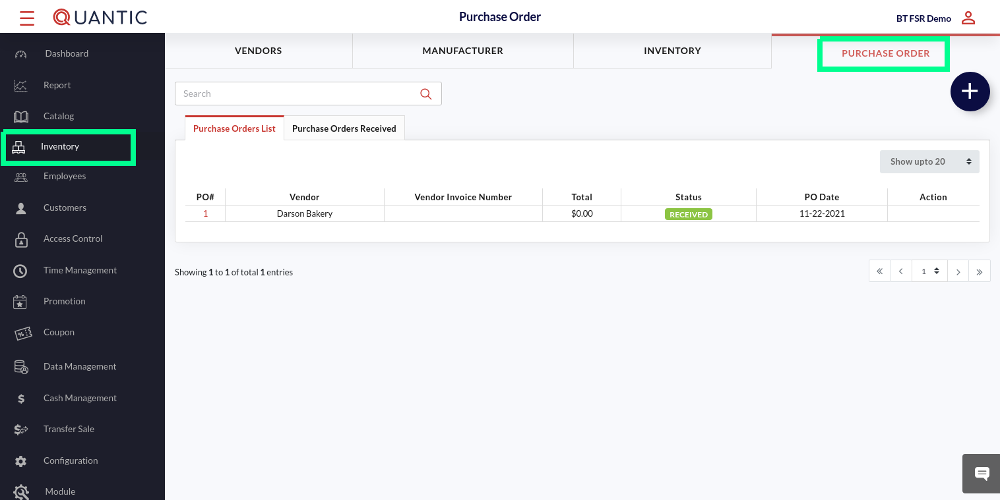 QUANTIC
Purchase Order
BT FSR Demo
Dashboard
Report
Catalog
Inventory
Employees
Customers
Access Control
Time Management
Promotion
Coupon
Data Management
Cash Management
Transfer Sale
Configuration
Module
VENDORS MANUFACTURER INVENTORY PURCHASE ORDER
Search
Purchase Orders List Purchase Orders Received
Show upto 20
PO# Vendor Vendor Invoice Number Total Status PO Date Action
1 Darson Bakery $0.00 RECEIVED 11-22-2021
Showing 1 to 1 of total 1 entries
« ‹ 1 › »